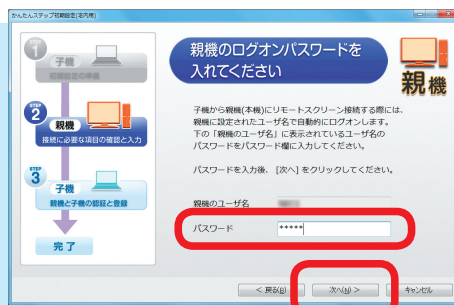 かんたんステップ初期設定(宅内用)
STEP
1
子機
初期設定の準備
STEP
2
親機
接続に必要な項目の確認と入力
STEP
3
子機
親機と子機の認証と登録
完了
親機のログオンパスワードを
入れてください
親機
子機から親機(本機)にリモートスクリーン接続する際には、
親機に設定されたユーザ名で自動的にログオンします。
下の「親機のユーザ名」に表示されているユーザ名の
パスワードをパスワード欄に入力してください。
パスワードを入力後、[次へ]をクリックしてください。
親機のユーザ名
パスワード *****
< 戻る(B) 次へ(N) > キャンセル